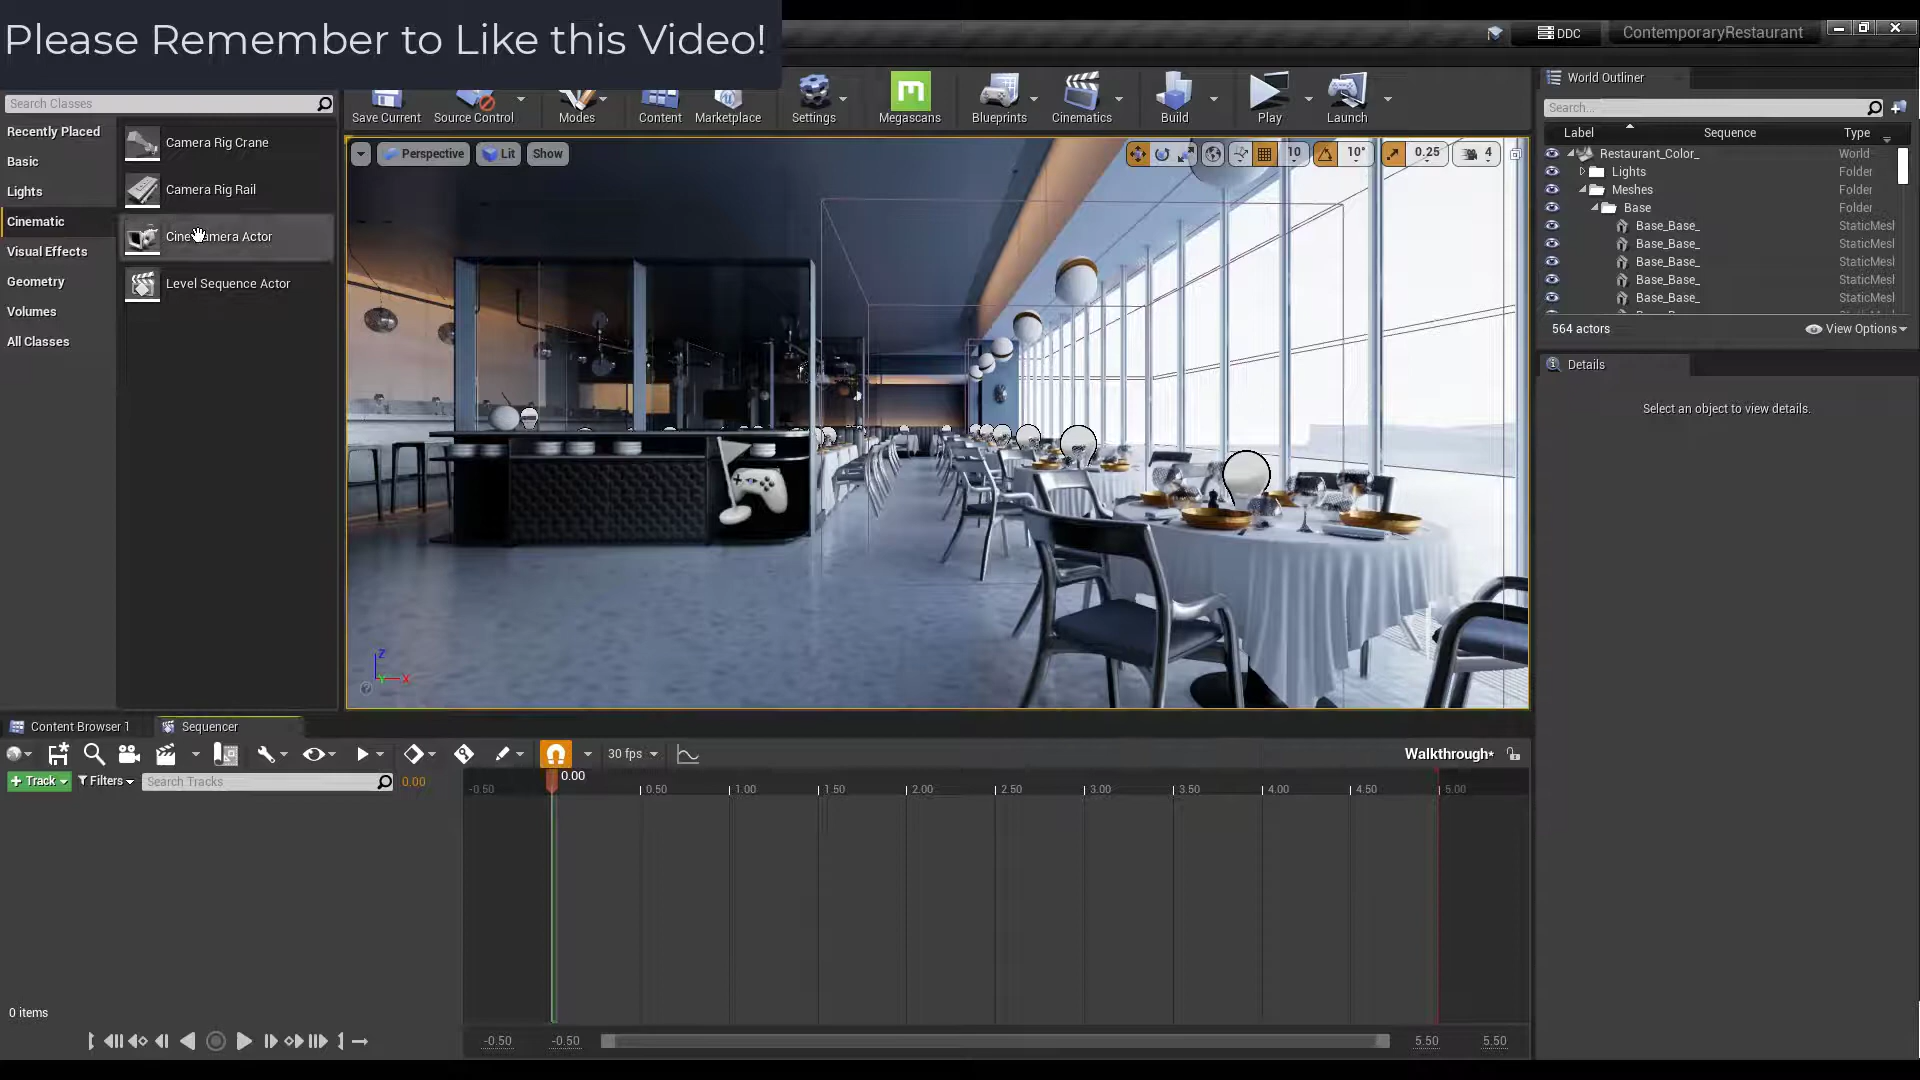 Please Remember to Like this Video!
DDC
ContemporaryRestaurant
Search Classes
Recently Placed
Basic
Lights
Cinematic
Visual Effects
Geometry
Volumes
All Classes
Camera Rig Crane
Camera Rig Rail
Cine Camera Actor
Level Sequence Actor
Save Current
Source Control
Modes
Content
Marketplace
Settings
Megascans
Blueprints
Cinematics
Build
Play
Launch
Perspective
Lit
Show
10
10°
0.25
4
Z
Y
X
World Outliner
Search...
Label
Sequence
Type
Restaurant_Color_ World
Lights Folder
Meshes Folder
Base Folder
Base_Base_ StaticMesl
Base_Base_ StaticMesl
Base_Base_ StaticMesl
Base_Base_ StaticMesl
Base_Base_ StaticMesl
564 actors
View Options
Details
Select an object to view details.
Content Browser 1
Sequencer
30 fps
Walkthrough*
+ Track
Filters
Search Tracks
0.00
0.00
-0.50
0.50
1.00
1.50
2.00
2.50
3.00
3.50
4.00
4.50
5.00
0 items
-0.50
-0.50
5.50
5.50